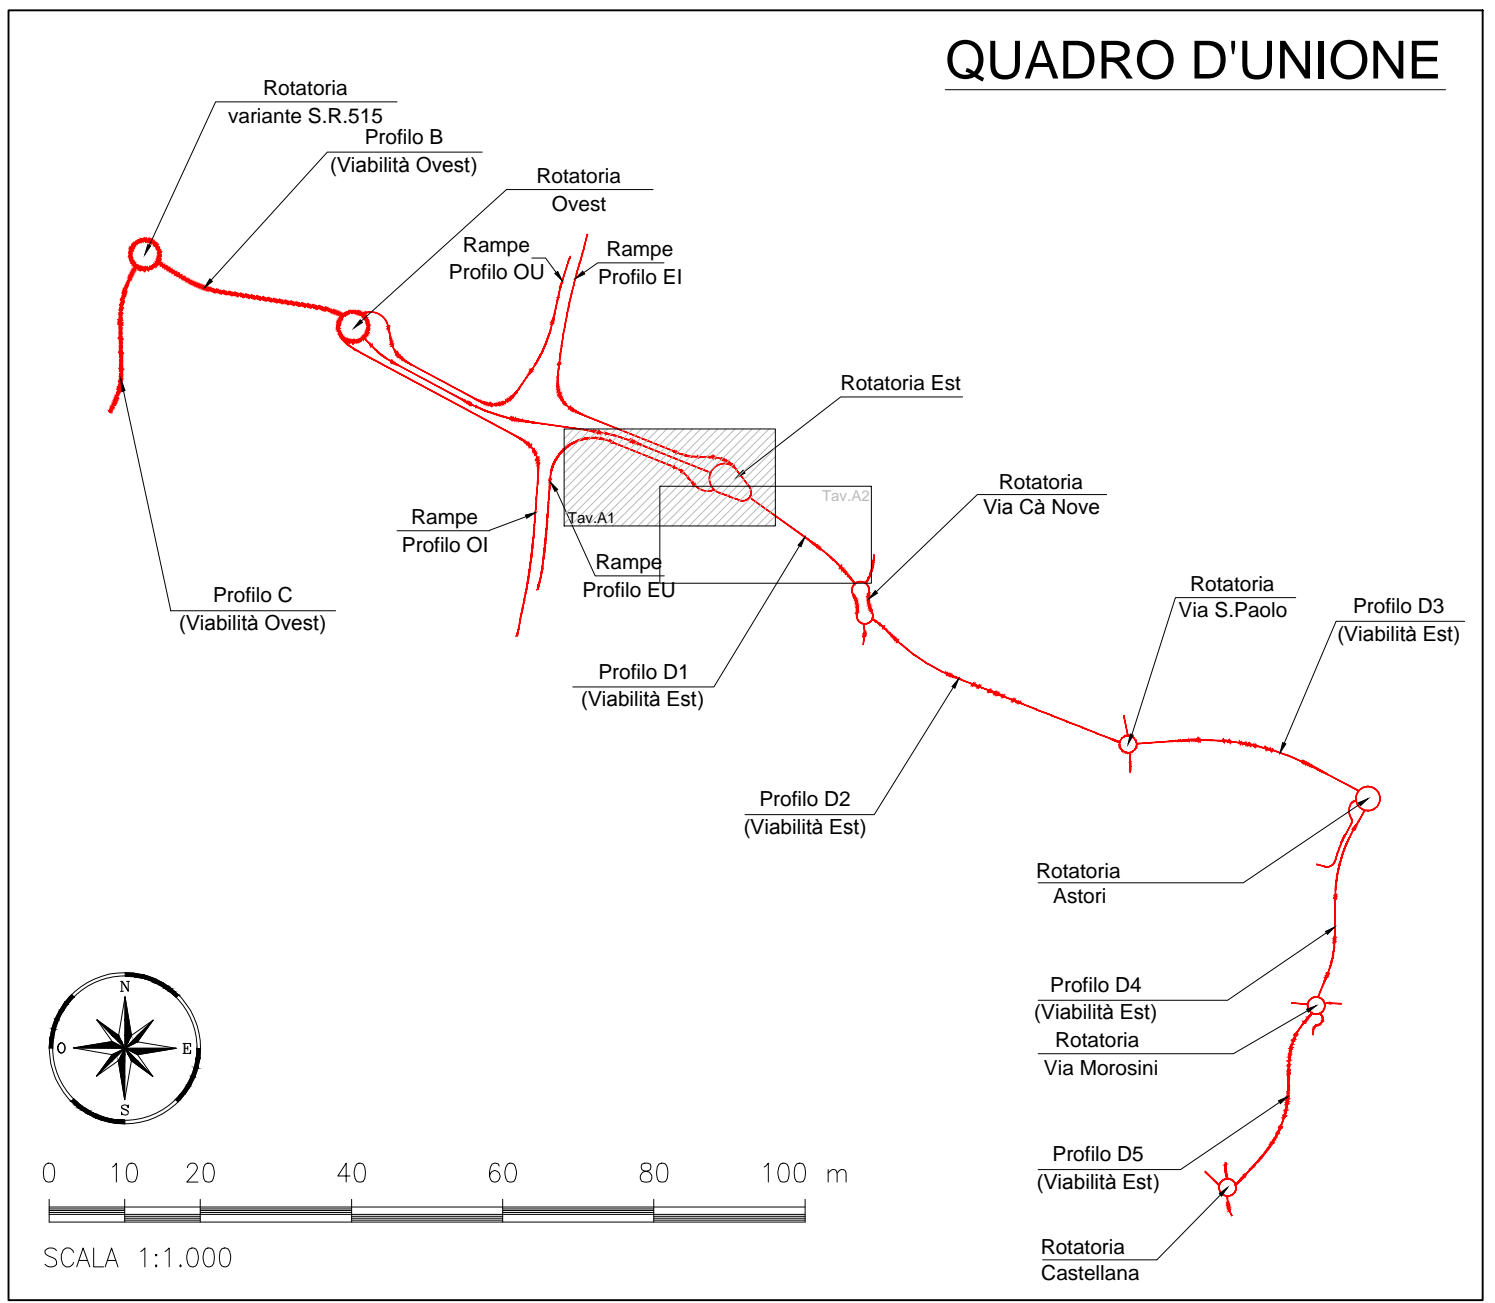 QUADRO D'UNIONE
Rotatoria
variante S.R.515
Profilo B
(Viabilità Ovest)
Rotatoria
Ovest
Rampe
Profilo OU
Rampe
Profilo EI
Rotatoria Est
Rotatoria
Via Cà Nove
Tav.A2
Tav.A1
Rampe
Profilo OI
Rampe
Profilo EU
Profilo C
(Viabilità Ovest)
Rotatoria
Via S.Paolo
Profilo D3
(Viabilità Est)
Profilo D1
(Viabilità Est)
Profilo D2
(Viabilità Est)
Rotatoria
Astori
Profilo D4
(Viabilità Est)
Rotatoria
Via Morosini
Profilo D5
(Viabilità Est)
Rotatoria
Castellana
N
O
E
S
0 10 20 40 60 80 100 m
SCALA 1:1.000